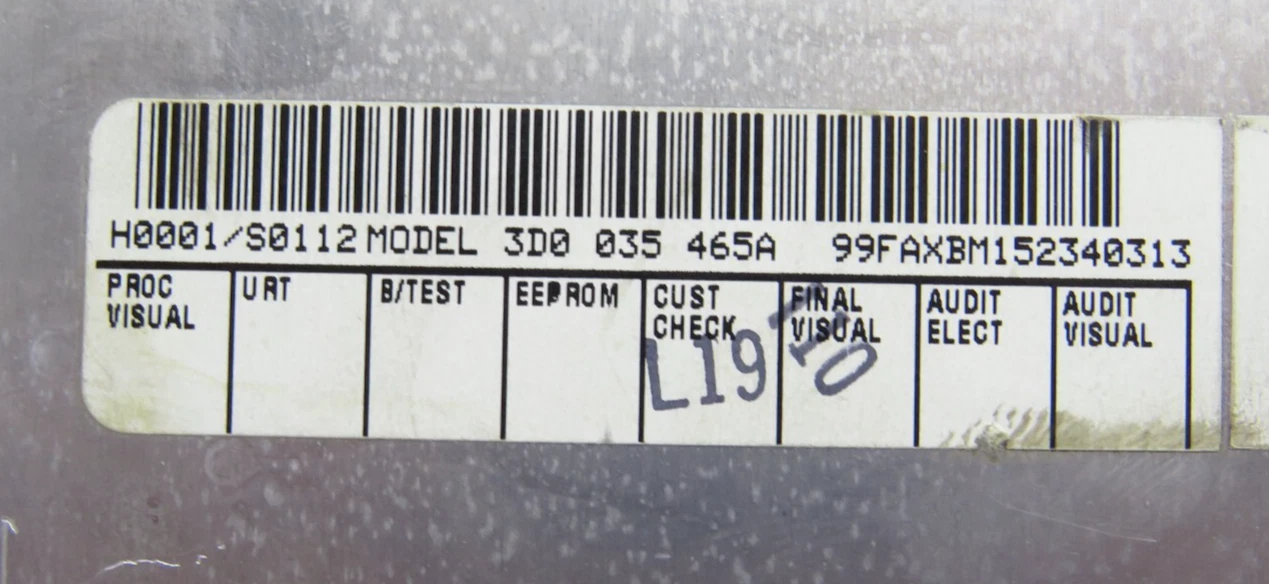 H0001/S0112 MODEL 3D0 035 465A 99FAXBM152340313
PROC VISUAL
URT
B/TEST
EEPROM
CUST CHECK
FINAL VISUAL
AUDIT ELECT
AUDIT VISUAL
L19